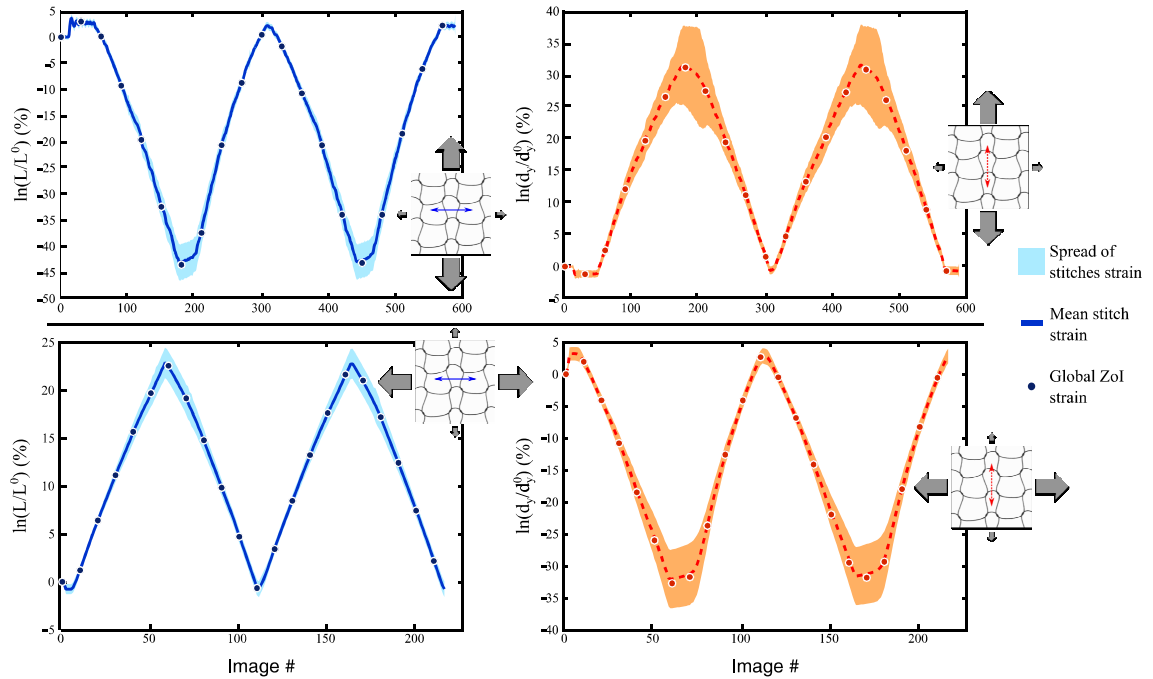 ln(L/L⁰) (%)
5
0
−5
−10
−15
−20
−25
−30
−35
−40
−45
−50
0 100 200 300 400 500 600
ln(d_y/d_y⁰) (%)
40
35
30
25
20
15
10
5
0
−5
0 100 200 300 400 500 600
Spread of
stitches strain
Mean stitch
strain
Global ZoI
strain
ln(L/L⁰) (%)
25
20
15
10
5
0
−5
0 50 100 150 200
Image #
ln(d_y/d_y⁰) (%)
5
0
−5
−10
−15
−20
−25
−30
−35
−40
0 50 100 150 200
Image #